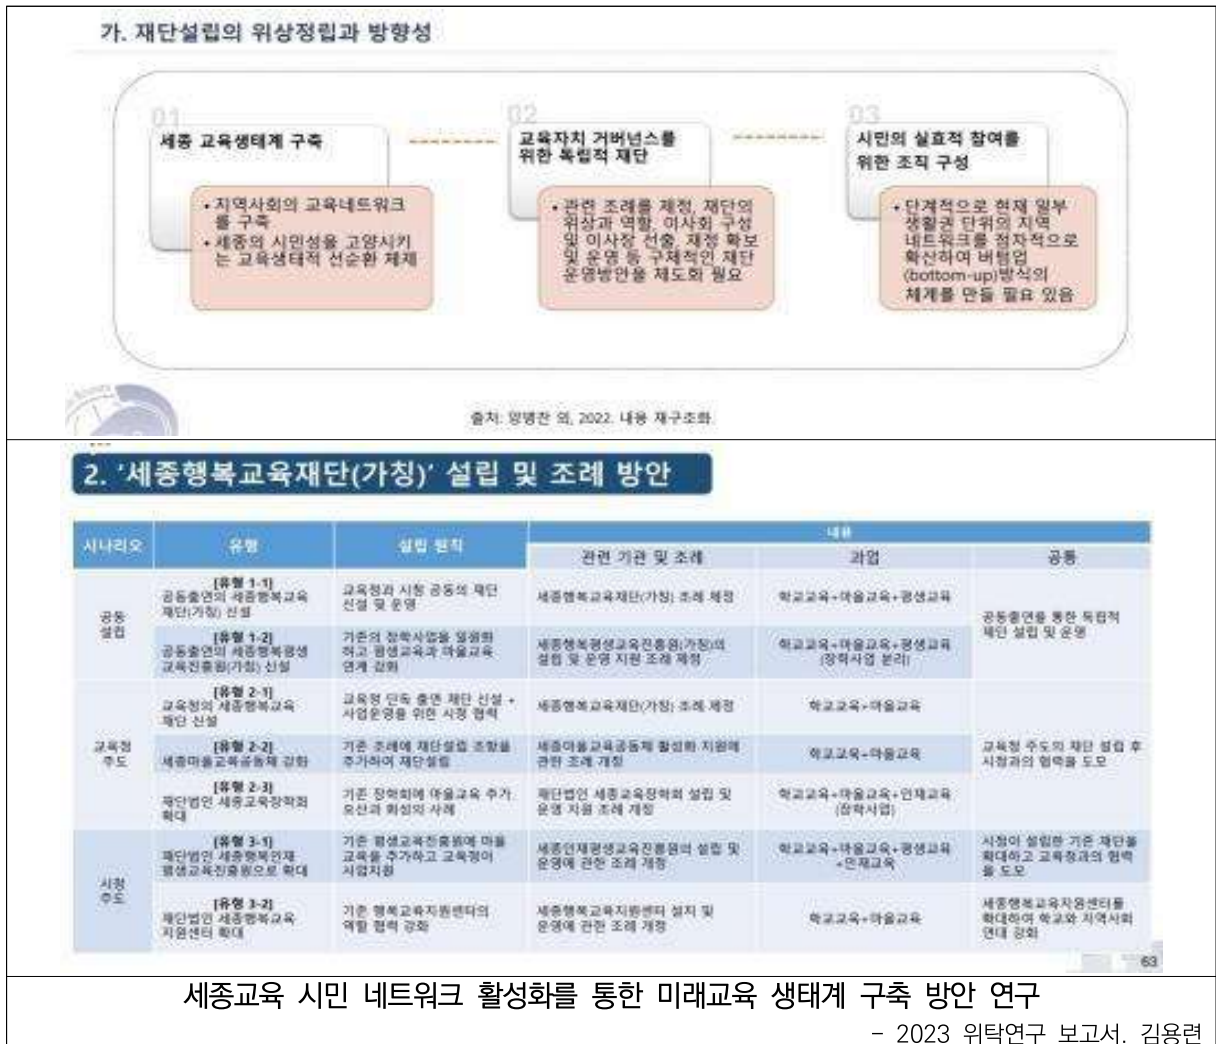 가. 재단설립의 위상정립과 방향성
01
세종 교육생태계 구축
• 지역사회의 교육네트워크
를 구축
• 세종의 시민성을 고양시키
는 교육생태적 선순환 체제
02
교육자치 거버넌스를
위한 독립적 재단
• 관련 조례를 제정, 재단의
위상과 역할, 이사회 구성
및 이사장 선출, 재정 확보
및 운영 등 구체적인 재단
운영방안을 제도화 필요
03
시민의 실효적 참여를
위한 조직 구성
• 단계적으로 현재 일부
생활권 단위의 지역
네트워크를 점차적으로
확산하여 버텀업
(bottom-up)방식의
체계를 만들 필요 있음
출처: 양병찬 외, 2022. 내용 재구조화
2. '세종행복교육재단(가칭)' 설립 및 조례 방안
시나리오
유형
설립 원칙
내용
관련 기관 및 조례
과업
공통
공동
설립
[유형 1-1]
공동출연의 세종행복교육
재단(가칭) 신설
교육청과 시청 공동의 재단
신설 및 운영
세종행복교육재단(가칭) 조례 제정
학교교육+마을교육+평생교육
공동출연을 통한 독립적
재단 설립 및 운영
[유형 1-2]
공동출연의 세종행복평생
교육진흥원(가칭) 신설
기존의 장학사업을 일원화
하고 평생교육과 마을교육
연계 강화
세종행복평생교육진흥원(가칭)의
설립 및 운영 지원 조례 제정
학교교육+마을교육+평생교육
(장학사업 분리)
교육청
주도
[유형 2-1]
교육청의 세종행복교육
재단 신설
교육청 단독 출연 재단 신설 +
사업운영을 위한 시청 협력
세종행복교육재단(가칭) 조례 제정
학교교육+마을교육
교육청 주도의 재단 설립 후
시청과의 협력을 도모
[유형 2-2]
세종마을교육공동체 강화
기존 조례에 재단설립 조항을
추가하여 재단설립
세종마을교육공동체 활성화 지원에
관한 조례 개정
학교교육+마을교육
[유형 2-3]
재단법인 세종교육장학회
확대
기존 장학회에 마을교육 추가
오산과 화성의 사례
재단법인 세종교육장학회 설립 및
운영 지원 조례 개정
학교교육+마을교육+인재교육
(장학사업)
시청
주도
[유형 3-1]
재단법인 세종행복인재
평생교육진흥원으로 확대
기존 평생교육진흥원에 마을
교육을 추가하고 교육청이
사업지원
세종인재평생교육진흥원의 설립 및
운영에 관한 조례 개정
학교교육+마을교육+평생교육
+인재교육
시청이 설립한 기존 재단을
확대하고 교육청과의 협력
을 도모
[유형 3-2]
재단법인 세종행복교육
지원센터 확대
기존 행복교육지원센터의
역할 협력 강화
세종행복교육지원센터 설치 및
운영에 관한 조례 개정
학교교육+마을교육
세종행복교육지원센터를
확대하여 학교와 지역사회
연대 강화
63
세종교육 시민 네트워크 활성화를 통한 미래교육 생태계 구축 방안 연구
- 2023 위탁연구 보고서. 김용련